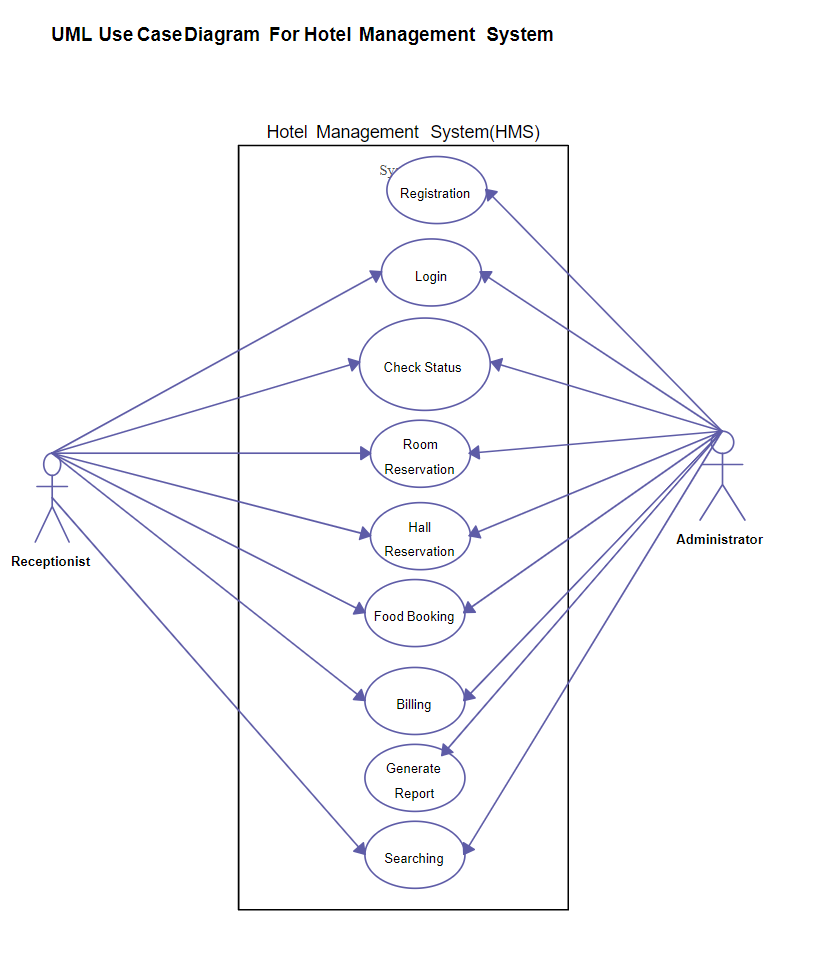 UML Use Case Diagram For Hotel Management System
Hotel Management System(HMS)
Registration
Login
Check Status
Room
Reservation
Hall
Reservation
Food Booking
Billing
Generate
Report
Searching
Receptionist
Administrator